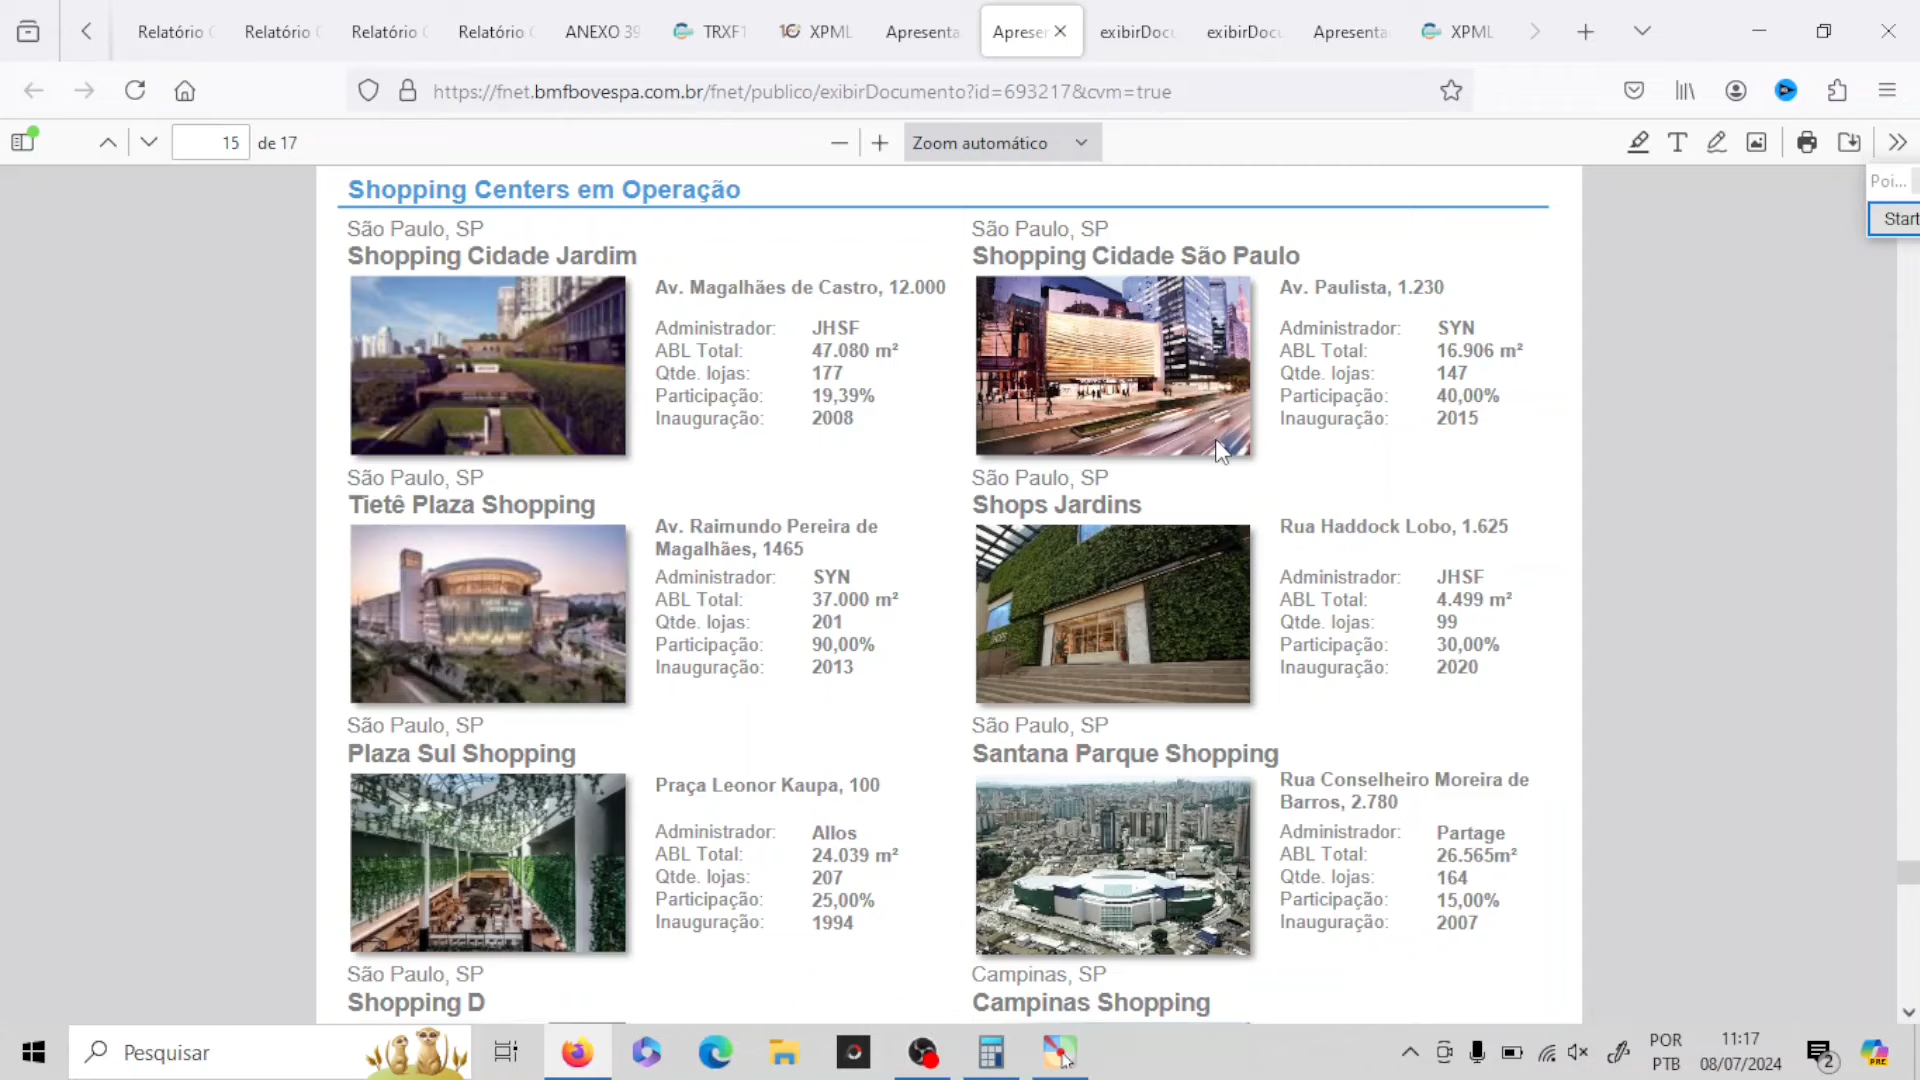 Relatório
Relatório
Relatório
Relatório
ANEXO 39
TRXF1
XPML
Apresenta
Apresen
exibirDocu
exibirDocu
Apresenta
XPML
https://fnet.bmfbovespa.com.br/fnet/publico/exibirDocumento?id=693217&cvm=true
15 de 17
Zoom automático
Poi...
Start
Shopping Centers em Operação
São Paulo, SP
Shopping Cidade Jardim
Av. Magalhães de Castro, 12.000
Administrador: JHSF
ABL Total: 47.080 m²
Qtde. lojas: 177
Participação: 19,39%
Inauguração: 2008
São Paulo, SP
Shopping Cidade São Paulo
Av. Paulista, 1.230
Administrador: SYN
ABL Total: 16.906 m²
Qtde. lojas: 147
Participação: 40,00%
Inauguração: 2015
São Paulo, SP
Tietê Plaza Shopping
Av. Raimundo Pereira de
Magalhães, 1465
Administrador: SYN
ABL Total: 37.000 m²
Qtde. lojas: 201
Participação: 90,00%
Inauguração: 2013
São Paulo, SP
Shops Jardins
Rua Haddock Lobo, 1.625
Administrador: JHSF
ABL Total: 4.499 m²
Qtde. lojas: 99
Participação: 30,00%
Inauguração: 2020
São Paulo, SP
Plaza Sul Shopping
Praça Leonor Kaupa, 100
Administrador: Allos
ABL Total: 24.039 m²
Qtde. lojas: 207
Participação: 25,00%
Inauguração: 1994
São Paulo, SP
Santana Parque Shopping
Rua Conselheiro Moreira de
Barros, 2.780
Administrador: Partage
ABL Total: 26.565m²
Qtde. lojas: 164
Participação: 15,00%
Inauguração: 2007
São Paulo, SP
Shopping D
Campinas, SP
Campinas Shopping
Pesquisar
POR
PTB
11:17
08/07/2024
2
PRE